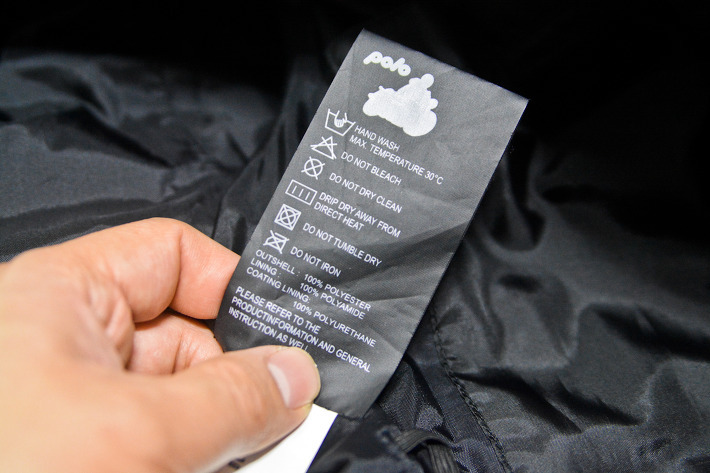 polo
HAND WASH
MAX. TEMPERATURE 30°C
DO NOT BLEACH
DO NOT DRY CLEAN
DRIP DRY AWAY FROM
DIRECT HEAT
DO NOT TUMBLE DRY
DO NOT IRON
OUTSHELL : 100% POLYESTER
LINING : 100% POLYAMIDE
COATING LINING:
100% POLYURETHANE
PLEASE REFER TO THE
PRODUCTINFORMATION AND GENERAL
INSTRUCTION AS WELL